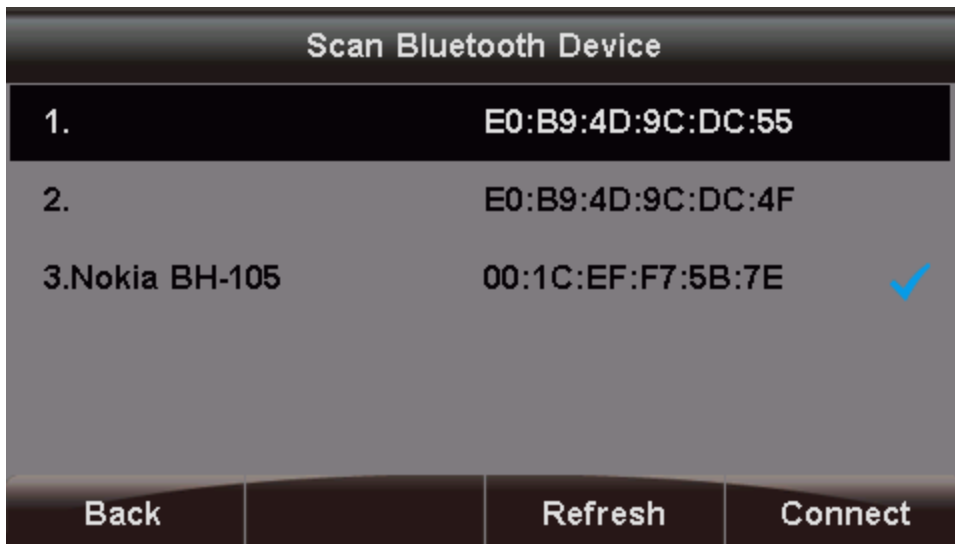 Scan Bluetooth Device
1. E0:B9:4D:9C:DC:55
2. E0:B9:4D:9C:DC:4F
3.Nokia BH-105 00:1C:EF:F7:5B:7E
Back Refresh Connect